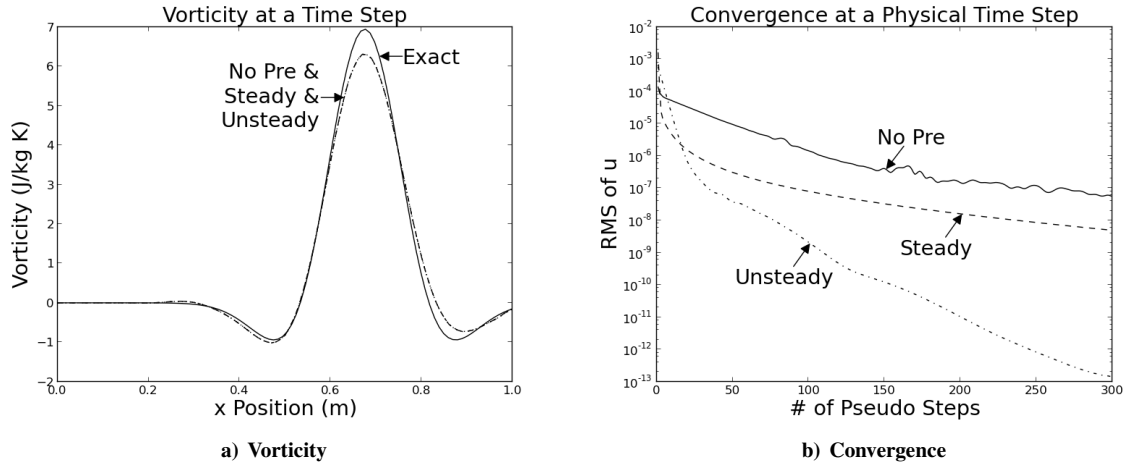 Vorticity at a Time Step
7
6
5
4
3
2
1
0
−1
−2
0.0
0.2
0.4
0.6
0.8
1.0
Vorticity (J/kg K)
x Position (m)
Exact
No Pre &
Steady &
Unsteady
a) Vorticity
Convergence at a Physical Time Step
10⁻²
10⁻³
10⁻⁴
10⁻⁵
10⁻⁶
10⁻⁷
10⁻⁸
10⁻⁹
10⁻¹⁰
10⁻¹¹
10⁻¹²
10⁻¹³
0
50
100
150
200
250
300
RMS of u
# of Pseudo Steps
No Pre
Steady
Unsteady
b) Convergence